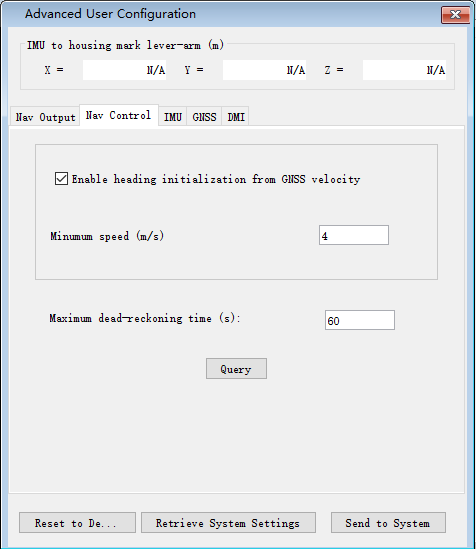 Advanced User Configuration
IMU to housing mark lever-arm (m)
X = N/A Y = N/A Z = N/A
Nav Output Nav Control IMU GNSS DMI
Enable heading initialization from GNSS velocity
Minumum speed (m/s) 4
Maximum dead-reckoning time (s): 60
Query
Reset to De... Retrieve System Settings Send to System